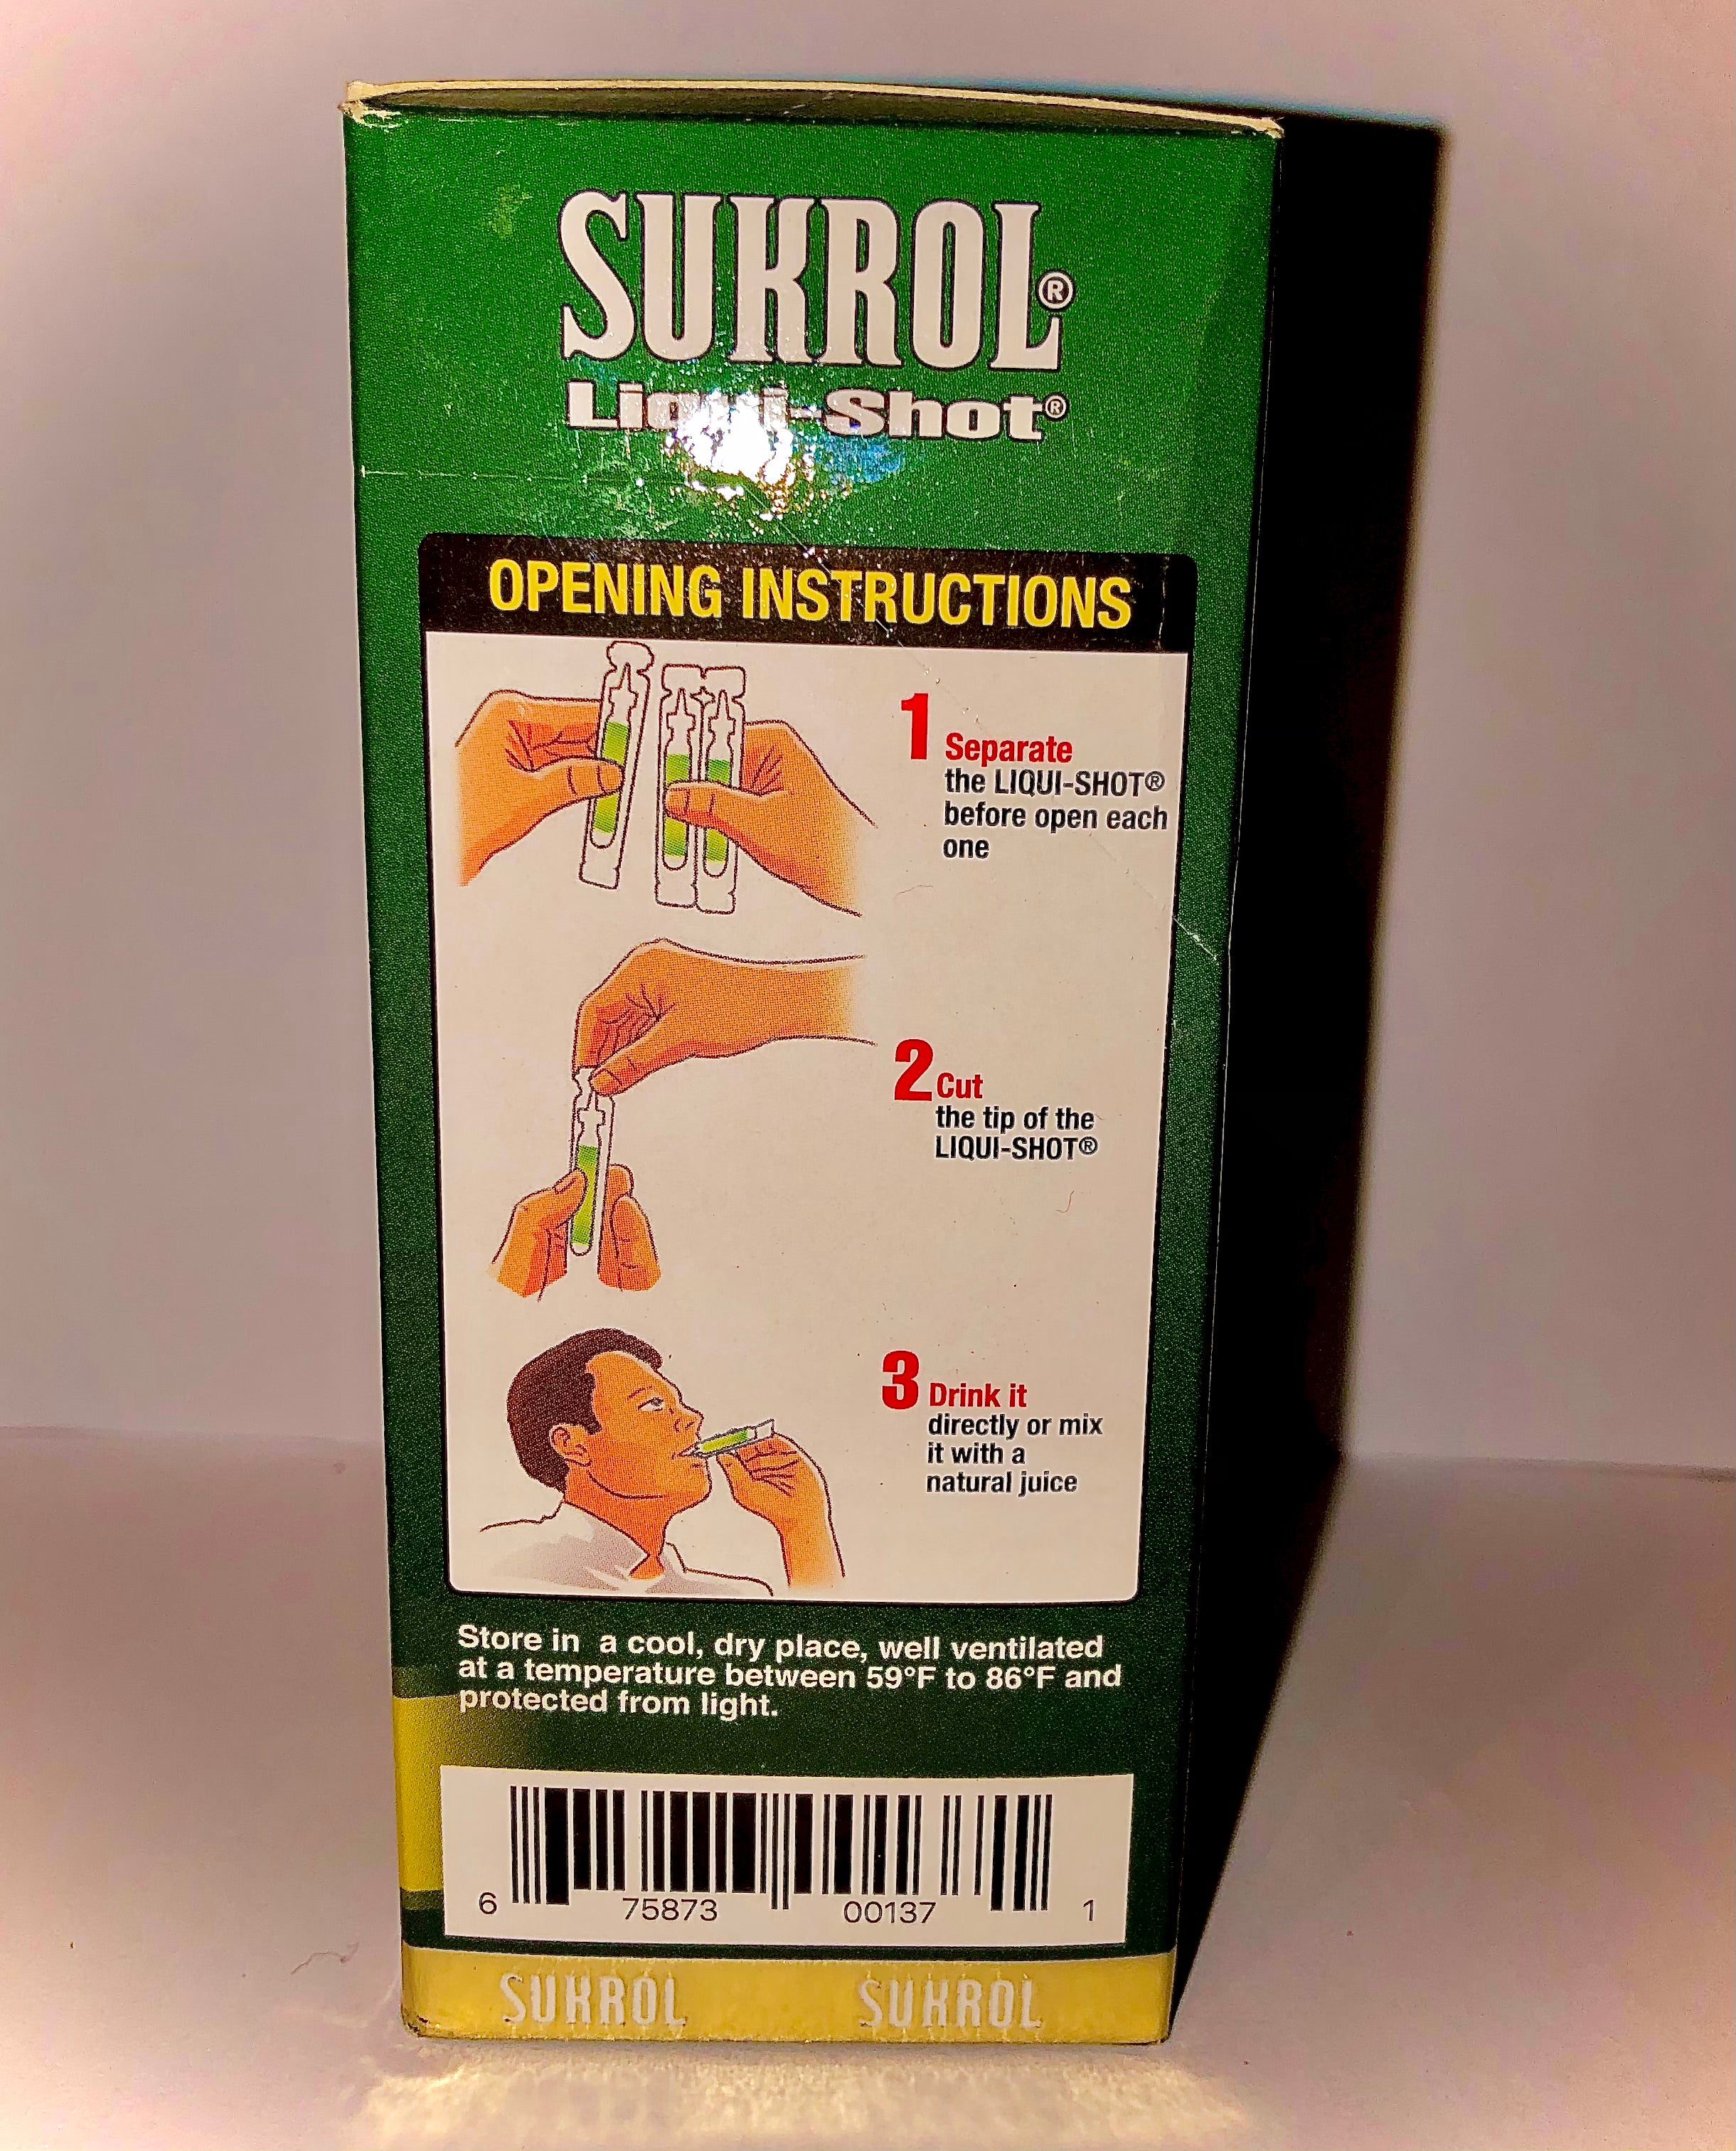 SUKROL®
Liqui-Shot®
OPENING INSTRUCTIONS
1 Separate
the LIQUI-SHOT®
before open each
one
2 Cut
the tip of the
LIQUI-SHOT®
3 Drink it
directly or mix
it with a
natural juice
Store in a cool, dry place, well ventilated
at a temperature between 59°F to 86°F and
protected from light.
6 75873 00137 1
SUKROL SUKROL